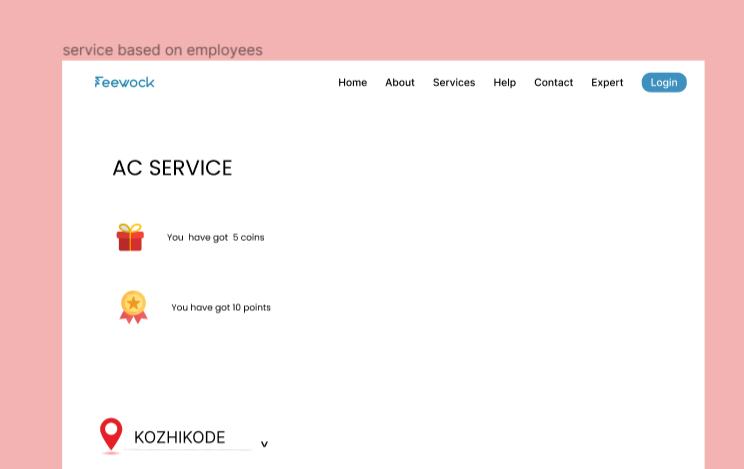 service based on employees
Feewock
Home About Services Help Contact Expert Login
AC SERVICE
You have got 5 coins
You have got 10 points
KOZHIKODE v